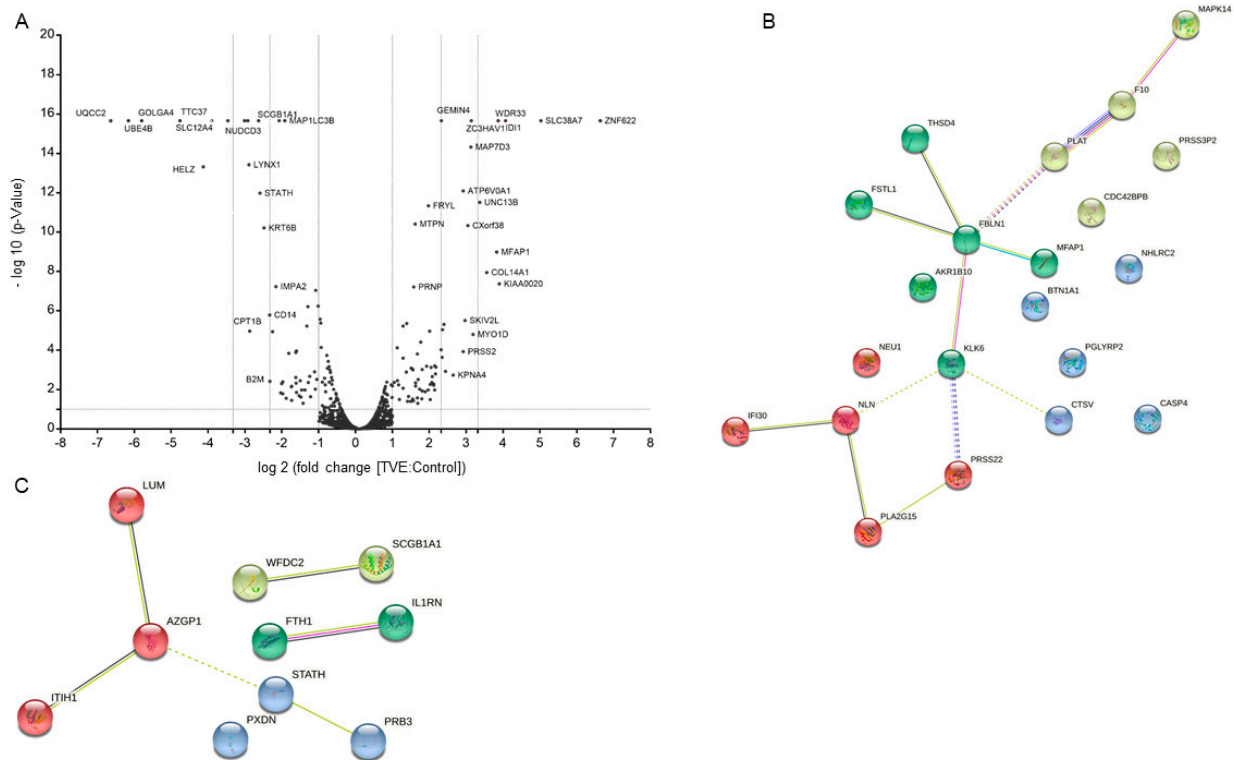 A
20
18
16
14
12
10
8
6
4
2
0
-8
-7
-6
-5
-4
-3
-2
-1
0
1
2
3
4
5
6
7
8
- log 10 (p-Value)
log 2 (fold change [TVE:Control])
UQCC2
GOLGA4
TTC37
SCGB1A1
MAP1LC3B
UBE4B
SLC12A4
NUDCD3
HELZ
LYNX1
STATH
KRT6B
IMPA2
CD14
CPT1B
B2M
GEMIN4
WDR33
ZC3HAV1
IDI1
SLC38A7
ZNF622
MAP7D3
ATP6V0A1
UNC13B
FRYL
MTPN
CXorf38
MFAP1
COL14A1
PRNP
KIAA0020
SKIV2L
MYO1D
PRSS2
KPNA4
B
MAPK14
F10
THSD4
PLAT
PRSS3P2
FSTL1
CDC42BPB
FBLN1
MFAP1
NHLRC2
AKR1B10
BTN1A1
NEU1
KLK6
PGLYRP2
NLN
CTSV
CASP4
IFI30
PRSS22
PLA2G15
C
LUM
WFDC2
SCGB1A1
AZGP1
FTH1
IL1RN
STATH
ITIH1
PXDN
PRB3